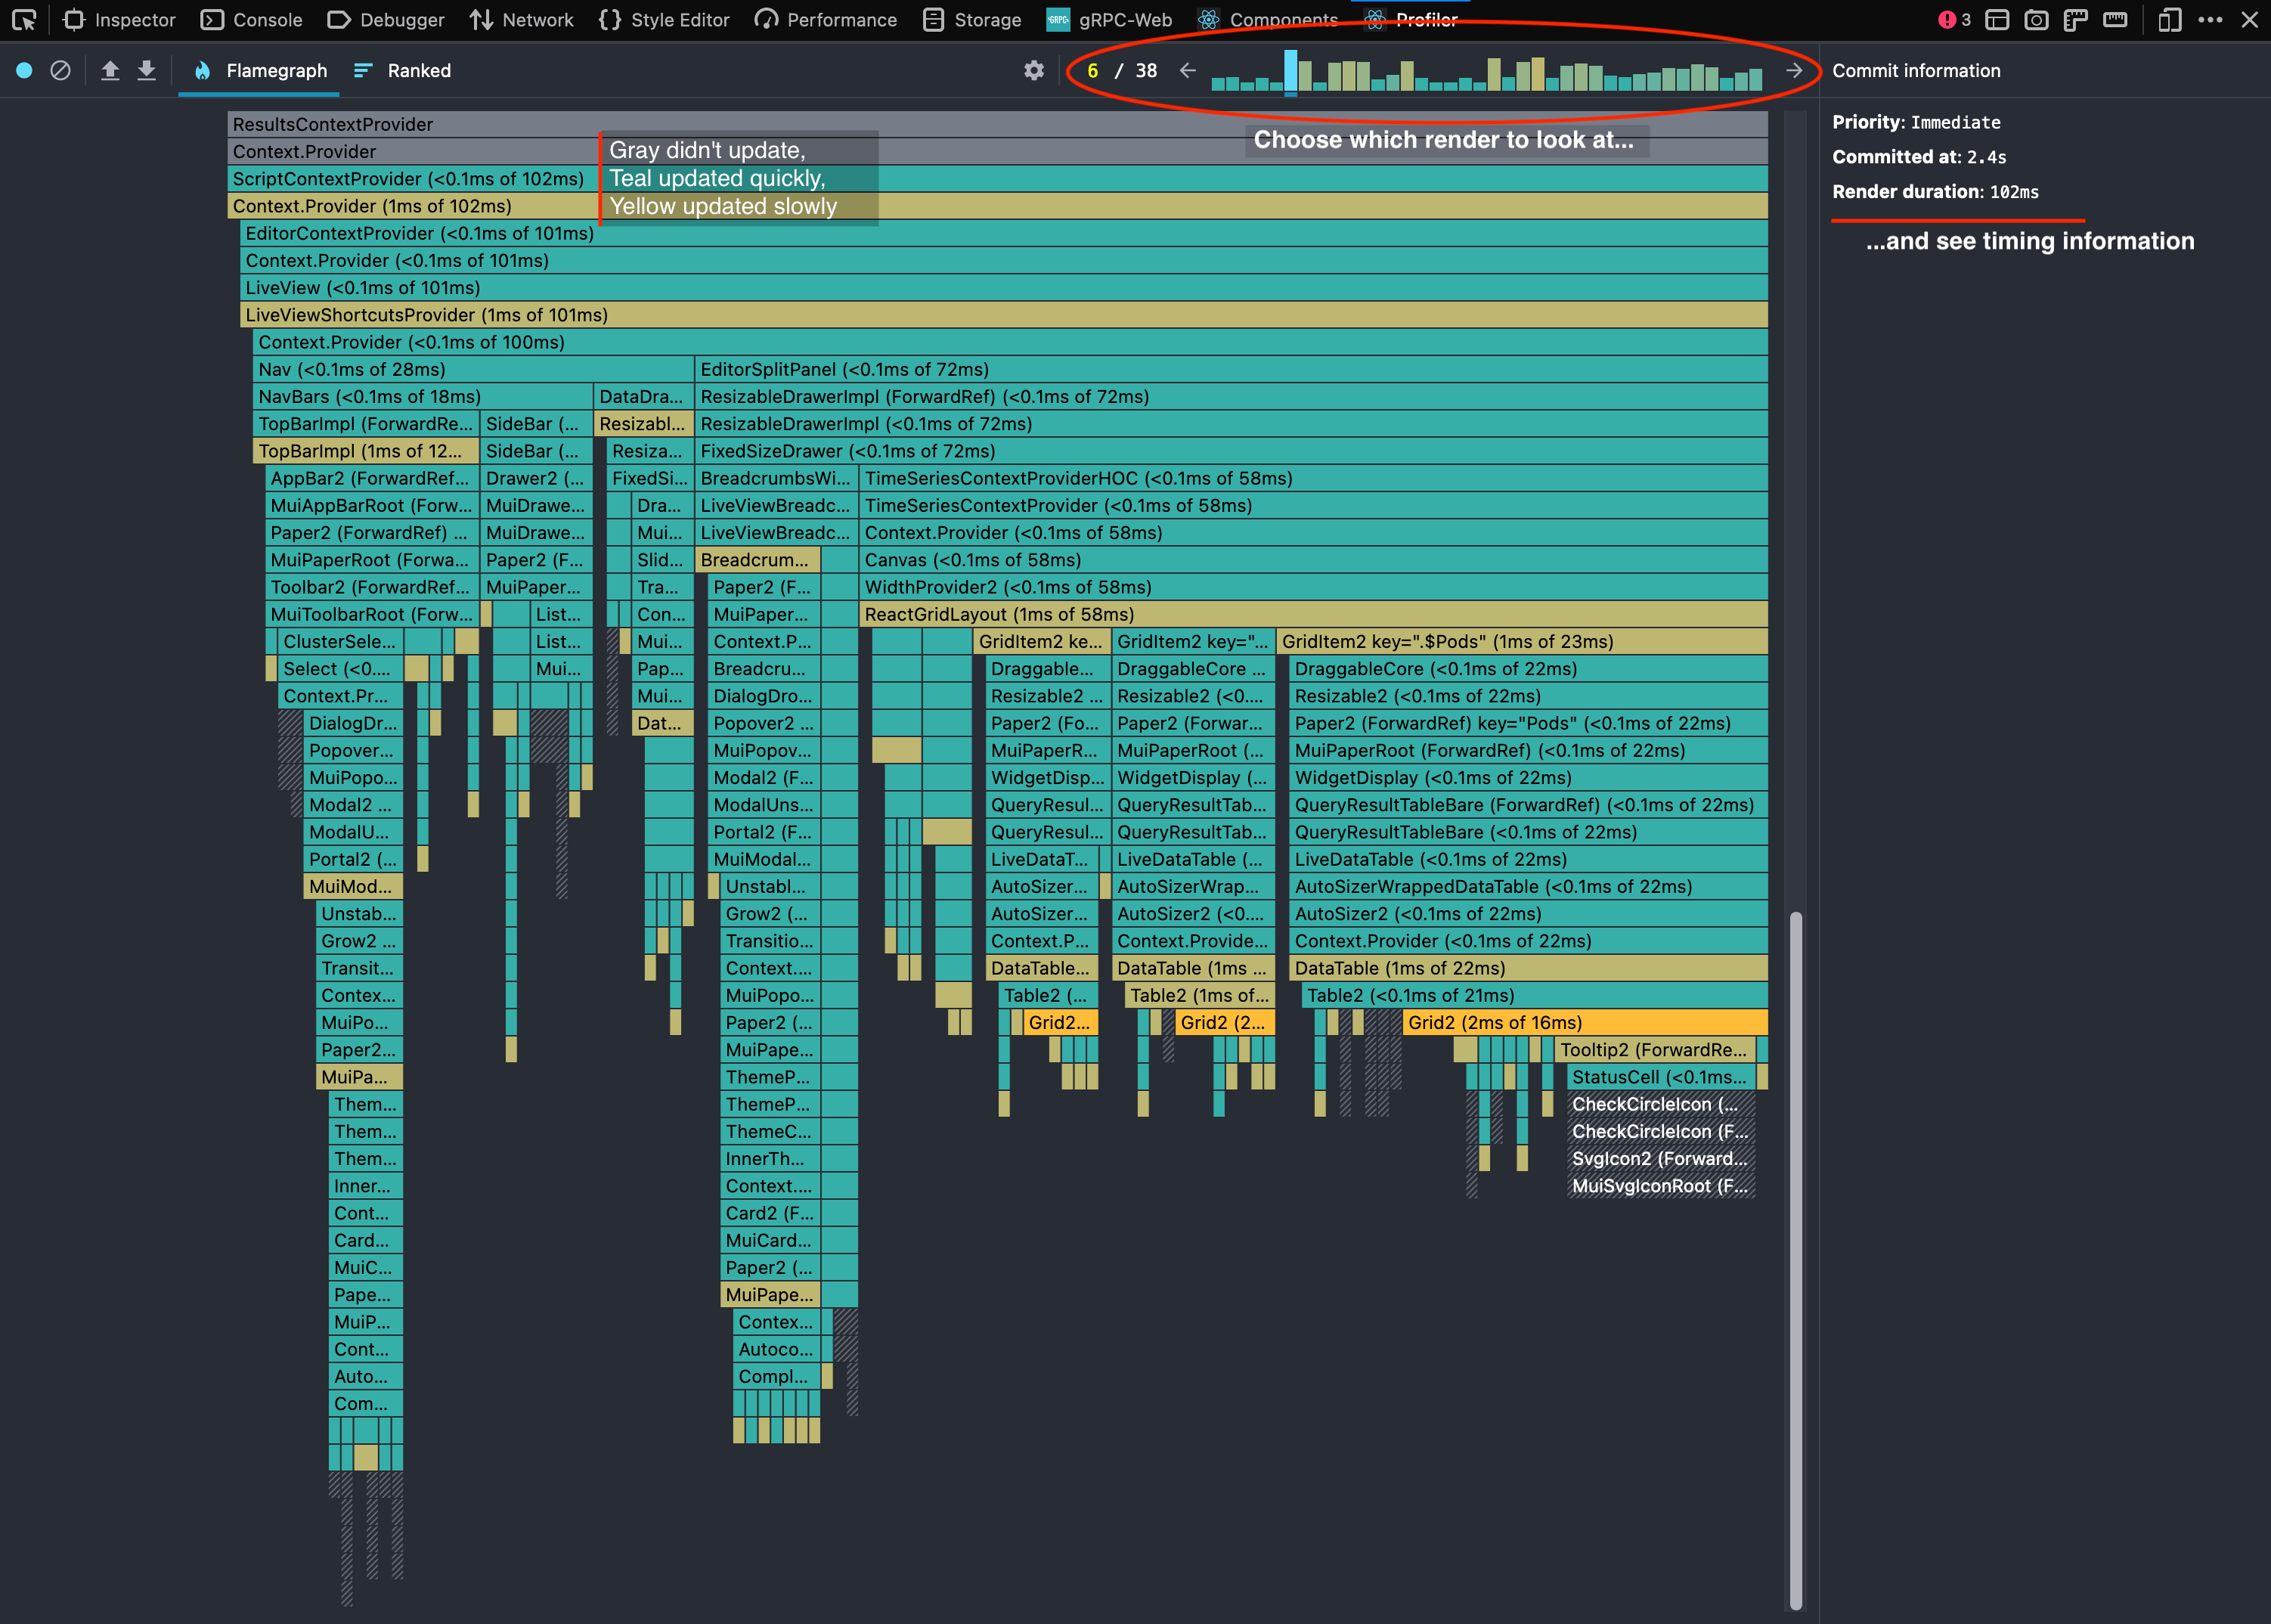 Inspector Console Debugger Network Style Editor Performance Storage gRPC-Web Components Profiler 3
Flamegraph Ranked 6 / 38 Commit information
Choose which render to look at...
Priority: Immediate
Committed at: 2.4s
Render duration: 102ms
...and see timing information
Gray didn't update,
Teal updated quickly,
Yellow updated slowly
ResultsContextProvider
Context.Provider
ScriptContextProvider (<0.1ms of 102ms)
Context.Provider (1ms of 102ms)
EditorContextProvider (<0.1ms of 101ms)
Context.Provider (<0.1ms of 101ms)
LiveView (<0.1ms of 101ms)
LiveViewShortcutsProvider (1ms of 101ms)
Context.Provider (<0.1ms of 100ms)
Nav (<0.1ms of 28ms) EditorSplitPanel (<0.1ms of 72ms)
NavBars (<0.1ms of 18ms) DataDra... ResizableDrawerImpl (ForwardRef) (<0.1ms of 72ms)
TopBarImpl (ForwardRe... SideBar (... Resizabl... ResizableDrawerImpl (<0.1ms of 72ms)
TopBarImpl (1ms of 12... SideBar (... Resiza... FixedSizeDrawer (<0.1ms of 72ms)
AppBar2 (ForwardRef... Drawer2 (... FixedSi... BreadcrumbsWi... TimeSeriesContextProviderHOC (<0.1ms of 58ms)
MuiAppBarRoot (Forw... MuiDrawe... Dra... LiveViewBreadc... TimeSeriesContextProvider (<0.1ms of 58ms)
Paper2 (ForwardRef) ... MuiDrawe... Mui... LiveViewBreadc... Context.Provider (<0.1ms of 58ms)
MuiPaperRoot (Forwa... Paper2 (F... Slid... Breadcrum... Canvas (<0.1ms of 58ms)
Toolbar2 (ForwardRef... MuiPaper... Tra... Paper2 (F... WidthProvider2 (<0.1ms of 58ms)
MuiToolbarRoot (Forw... List... Con... MuiPaper... ReactGridLayout (1ms of 58ms)
ClusterSele... List... Mui... Context.P... GridItem2 ke... GridItem2 key="... GridItem2 key=".$Pods" (1ms of 23ms)
Select (<0.... Mui... Pap... Breadcru... Draggable... DraggableCore ... DraggableCore (<0.1ms of 22ms)
Context.Pr... Mui... DialogDro... Resizable2 ... Resizable2 (<0.... Resizable2 (<0.1ms of 22ms)
DialogDr... Dat... Popover2 ... Paper2 (Fo... Paper2 (Forwar... Paper2 (ForwardRef) key="Pods" (<0.1ms of 22ms)
Popover... MuiPopov... MuiPaperR... MuiPaperRoot (... MuiPaperRoot (ForwardRef) (<0.1ms of 22ms)
MuiPopo... Modal2 (F... WidgetDisp... WidgetDisplay (... WidgetDisplay (<0.1ms of 22ms)
Modal2 ... ModalUns... QueryResul... QueryResultTab... QueryResultTableBare (ForwardRef) (<0.1ms of 22ms)
ModalU... Portal2 (F... QueryResul... QueryResultTab... QueryResultTableBare (<0.1ms of 22ms)
Portal2 (... MuiModal... LiveDataT... LiveDataTable (... LiveDataTable (<0.1ms of 22ms)
MuiMod... Unstabl... AutoSizer... AutoSizerWrap... AutoSizerWrappedDataTable (<0.1ms of 22ms)
Unstab... Grow2 (... AutoSizer... AutoSizer2 (<0.... AutoSizer2 (<0.1ms of 22ms)
Grow2 ... Transitio... Context.P... Context.Provide... Context.Provider (<0.1ms of 22ms)
Transit... Context.... DataTable... DataTable (1ms ... DataTable (1ms of 22ms)
Contex... MuiPopo... Table2 (... Table2 (1ms of... Table2 (<0.1ms of 21ms)
MuiPo... Paper2 (... Grid2... Grid2 (2... Grid2 (2ms of 16ms)
Paper2... MuiPape... Tooltip2 (ForwardRe...
MuiPa... ThemeP... StatusCell (<0.1ms...
Them... ThemeP... CheckCircleIcon (...
Them... ThemeC... CheckCircleIcon (F...
Them... InnerTh... SvgIcon2 (Forward...
Inner... Context.... MuiSvgIconRoot (F...
Cont... Card2 (F...
Card... MuiCard...
MuiC... Paper2 (...
Pape... MuiPape...
MuiP... Contex...
Cont... Autoco...
Auto... Compl...
Com...